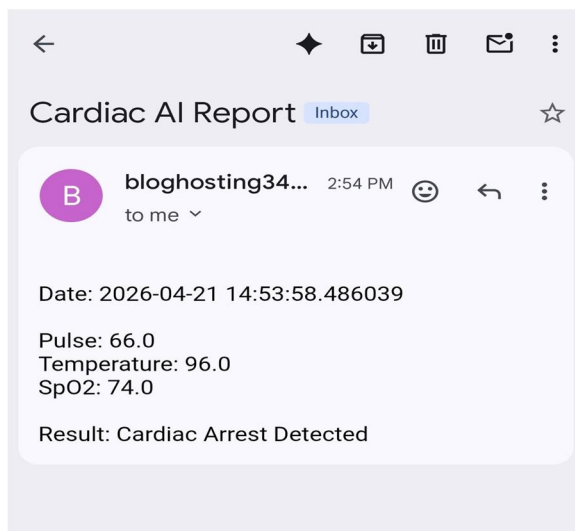 Cardiac AI Report Inbox
B
bloghosting34... 2:54 PM
to me
Date: 2026-04-21 14:53:58.486039
Pulse: 66.0
Temperature: 96.0
SpO2: 74.0
Result: Cardiac Arrest Detected